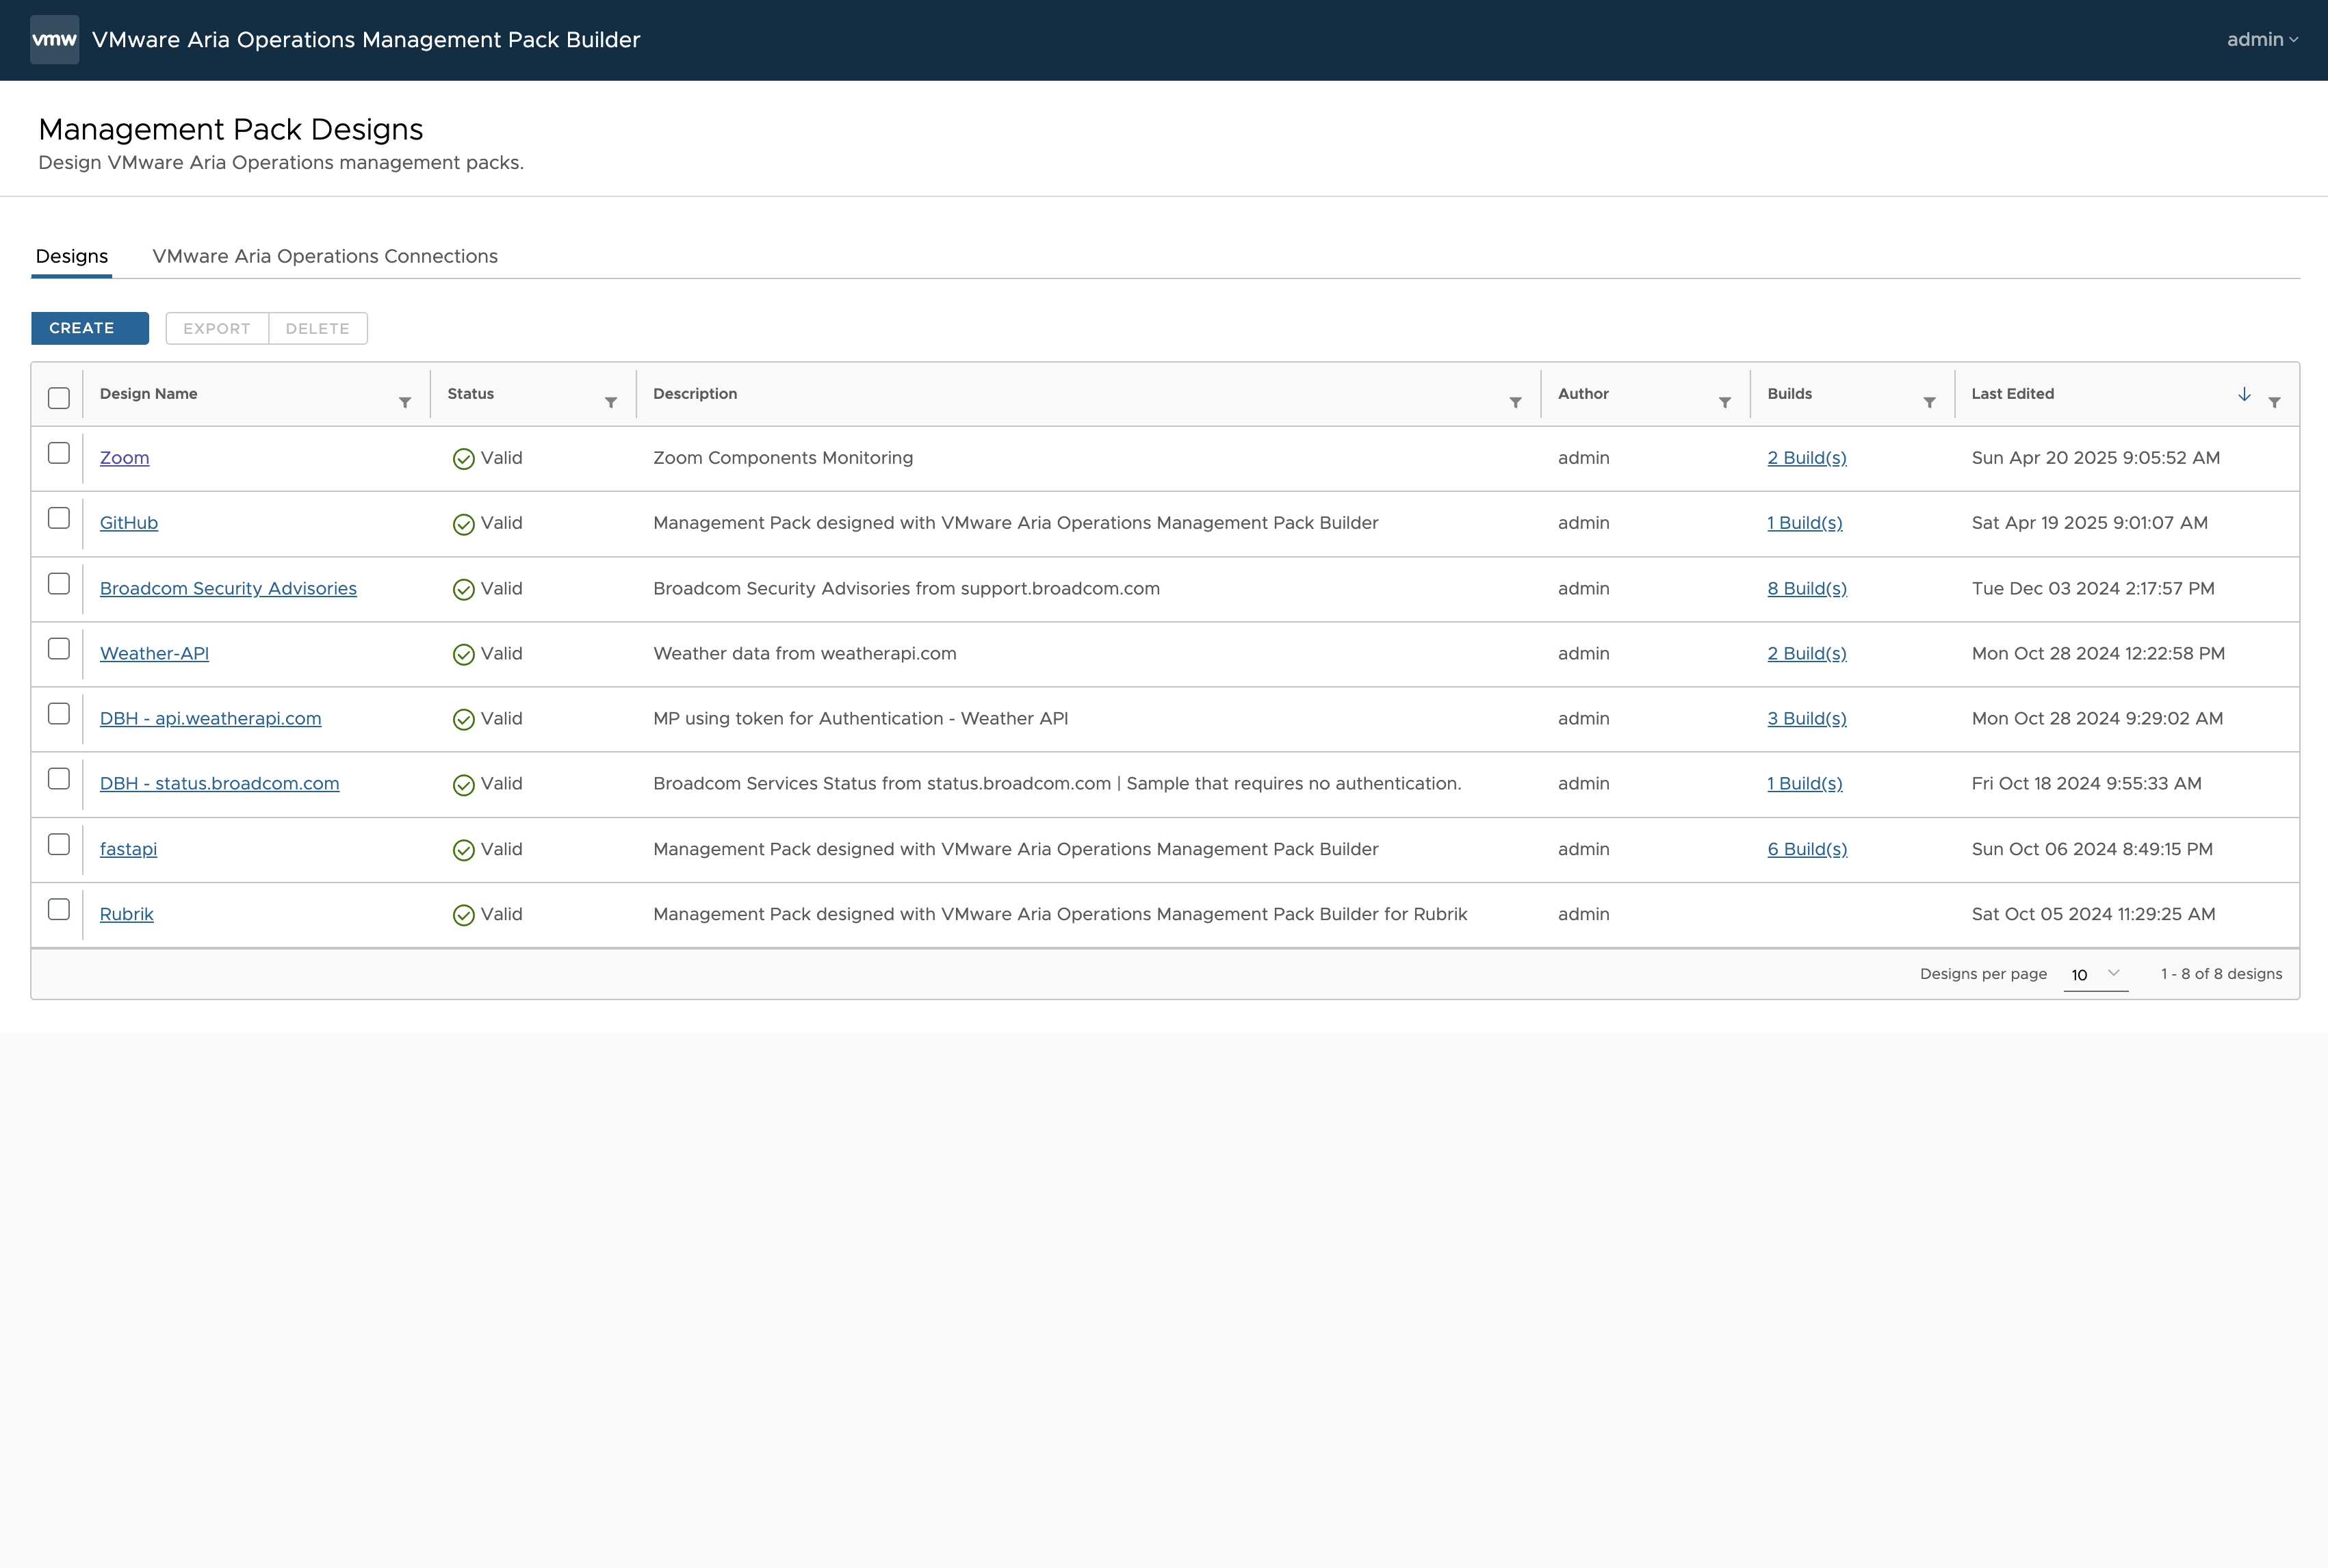 vmw VMware Aria Operations Management Pack Builder admin
Management Pack Designs
Design VMware Aria Operations management packs.
Designs VMware Aria Operations Connections
CREATE EXPORT DELETE
Design Name Status Description Author Builds Last Edited
Zoom Valid Zoom Components Monitoring admin 2 Build(s) Sun Apr 20 2025 9:05:52 AM
GitHub Valid Management Pack designed with VMware Aria Operations Management Pack Builder admin 1 Build(s) Sat Apr 19 2025 9:01:07 AM
Broadcom Security Advisories Valid Broadcom Security Advisories from support.broadcom.com admin 8 Build(s) Tue Dec 03 2024 2:17:57 PM
Weather-API Valid Weather data from weatherapi.com admin 2 Build(s) Mon Oct 28 2024 12:22:58 PM
DBH - api.weatherapi.com Valid MP using token for Authentication - Weather API admin 3 Build(s) Mon Oct 28 2024 9:29:02 AM
DBH - status.broadcom.com Valid Broadcom Services Status from status.broadcom.com | Sample that requires no authentication. admin 1 Build(s) Fri Oct 18 2024 9:55:33 AM
fastapi Valid Management Pack designed with VMware Aria Operations Management Pack Builder admin 6 Build(s) Sun Oct 06 2024 8:49:15 PM
Rubrik Valid Management Pack designed with VMware Aria Operations Management Pack Builder for Rubrik admin Sat Oct 05 2024 11:29:25 AM
Designs per page 10 1 - 8 of 8 designs